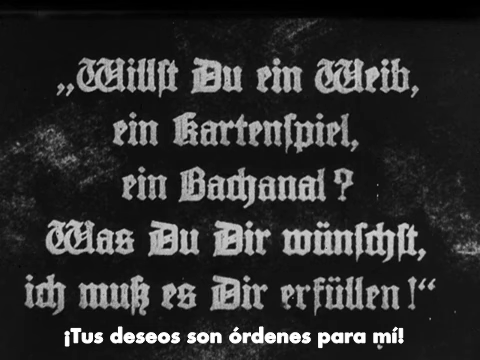 „Willst Du ein Weib,
ein Kartenspiel,
ein Bachanal?
Was Du Dir wünschst,
ich muß es Dir erfüllen!“
¡Tus deseos son órdenes para mí!